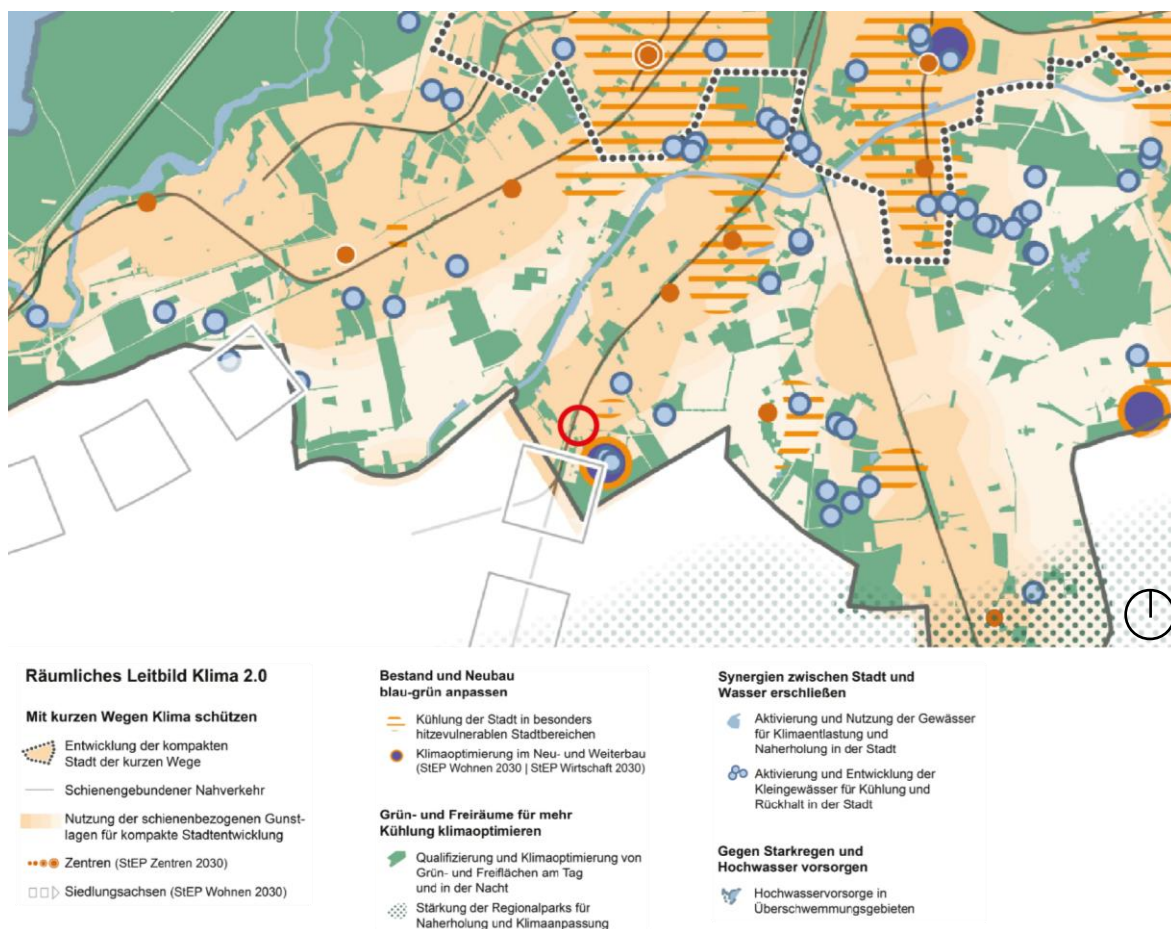 Räumliches Leitbild Klima 2.0
Mit kurzen Wegen Klima schützen
Entwicklung der kompakten
Stadt der kurzen Wege
Schienengebundener Nahverkehr
Nutzung der schienenbezogenen Gunst-
lagen für kompakte Stadtentwicklung
Zentren (StEP Zentren 2030)
Siedlungsachsen (StEP Wohnen 2030)
Bestand und Neubau
blau-grün anpassen
Kühlung der Stadt in besonders
hitzevulnerablen Stadtbereichen
Klimaoptimierung im Neu- und Weiterbau
(StEP Wohnen 2030 | StEP Wirtschaft 2030)
Grün- und Freiräume für mehr
Kühlung klimaoptimieren
Qualifizierung und Klimaoptimierung von
Grün- und Freiflächen am Tag
und in der Nacht
Stärkung der Regionalparks für
Naherholung und Klimaanpassung
Synergien zwischen Stadt und
Wasser erschließen
Aktivierung und Nutzung der Gewässer
für Klimaentlastung und
Naherholung in der Stadt
Aktivierung und Entwicklung der
Kleingewässer für Kühlung und
Rückhalt in der Stadt
Gegen Starkregen und
Hochwasser vorsorgen
Hochwasservorsorge in
Überschwemmungsgebieten